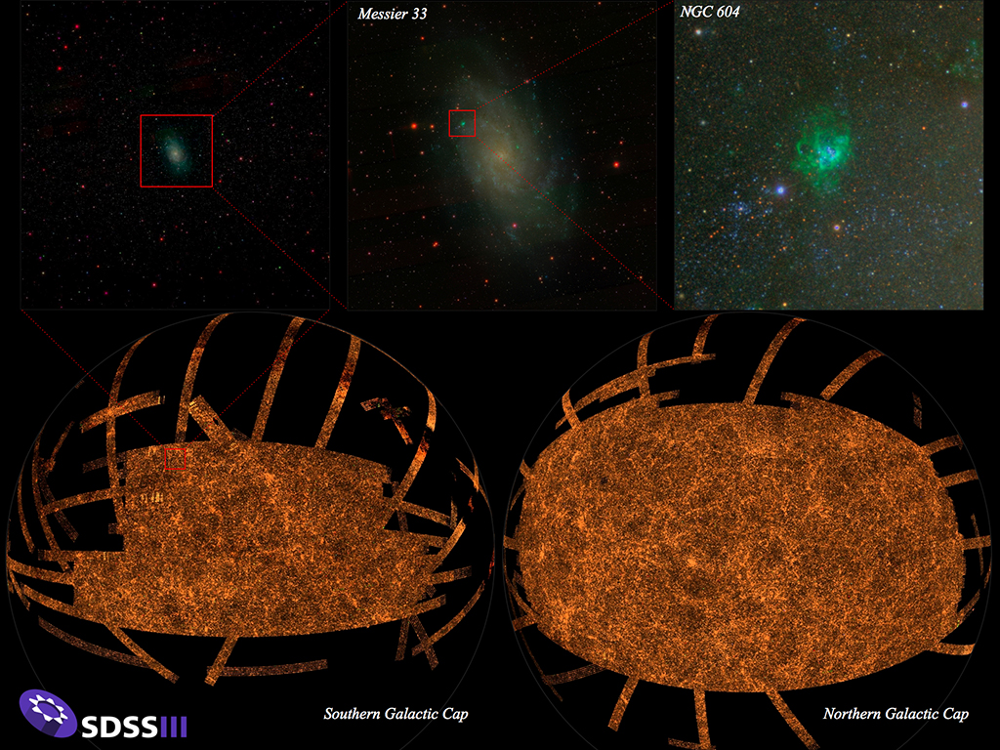 Messier 33
NGC 604
Southern Galactic Cap
Northern Galactic Cap
SDSSIII